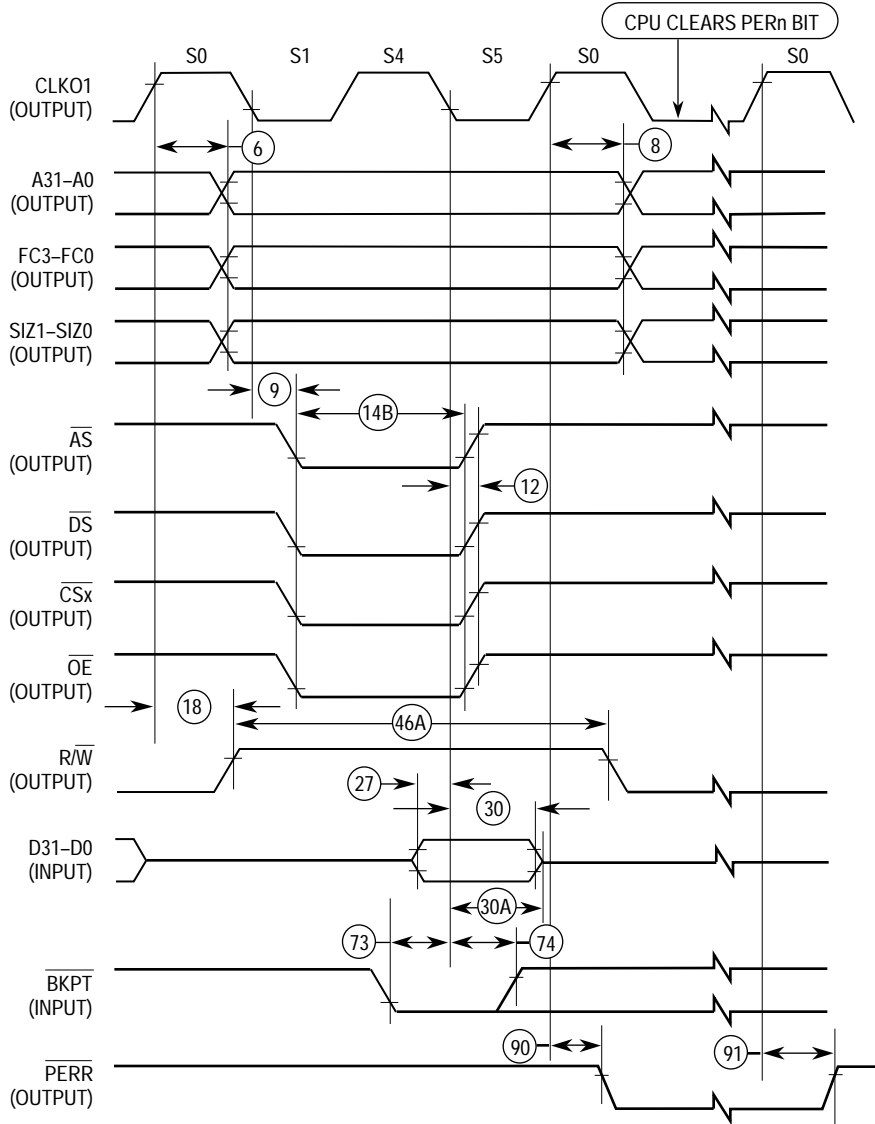 CPU CLEARS PERn BIT
S0 S1 S4 S5 S0 S0
CLKO1
(OUTPUT)
6 8
A31–A0
(OUTPUT)
FC3–FC0
(OUTPUT)
SIZ1–SIZ0
(OUTPUT)
9
14B
AS
(OUTPUT)
12
DS
(OUTPUT)
CSx
(OUTPUT)
OE
(OUTPUT)
18
46A
R/W
(OUTPUT)
27
30
D31–D0
(INPUT)
30A
73 74
BKPT
(INPUT)
90 91
PERR
(OUTPUT)